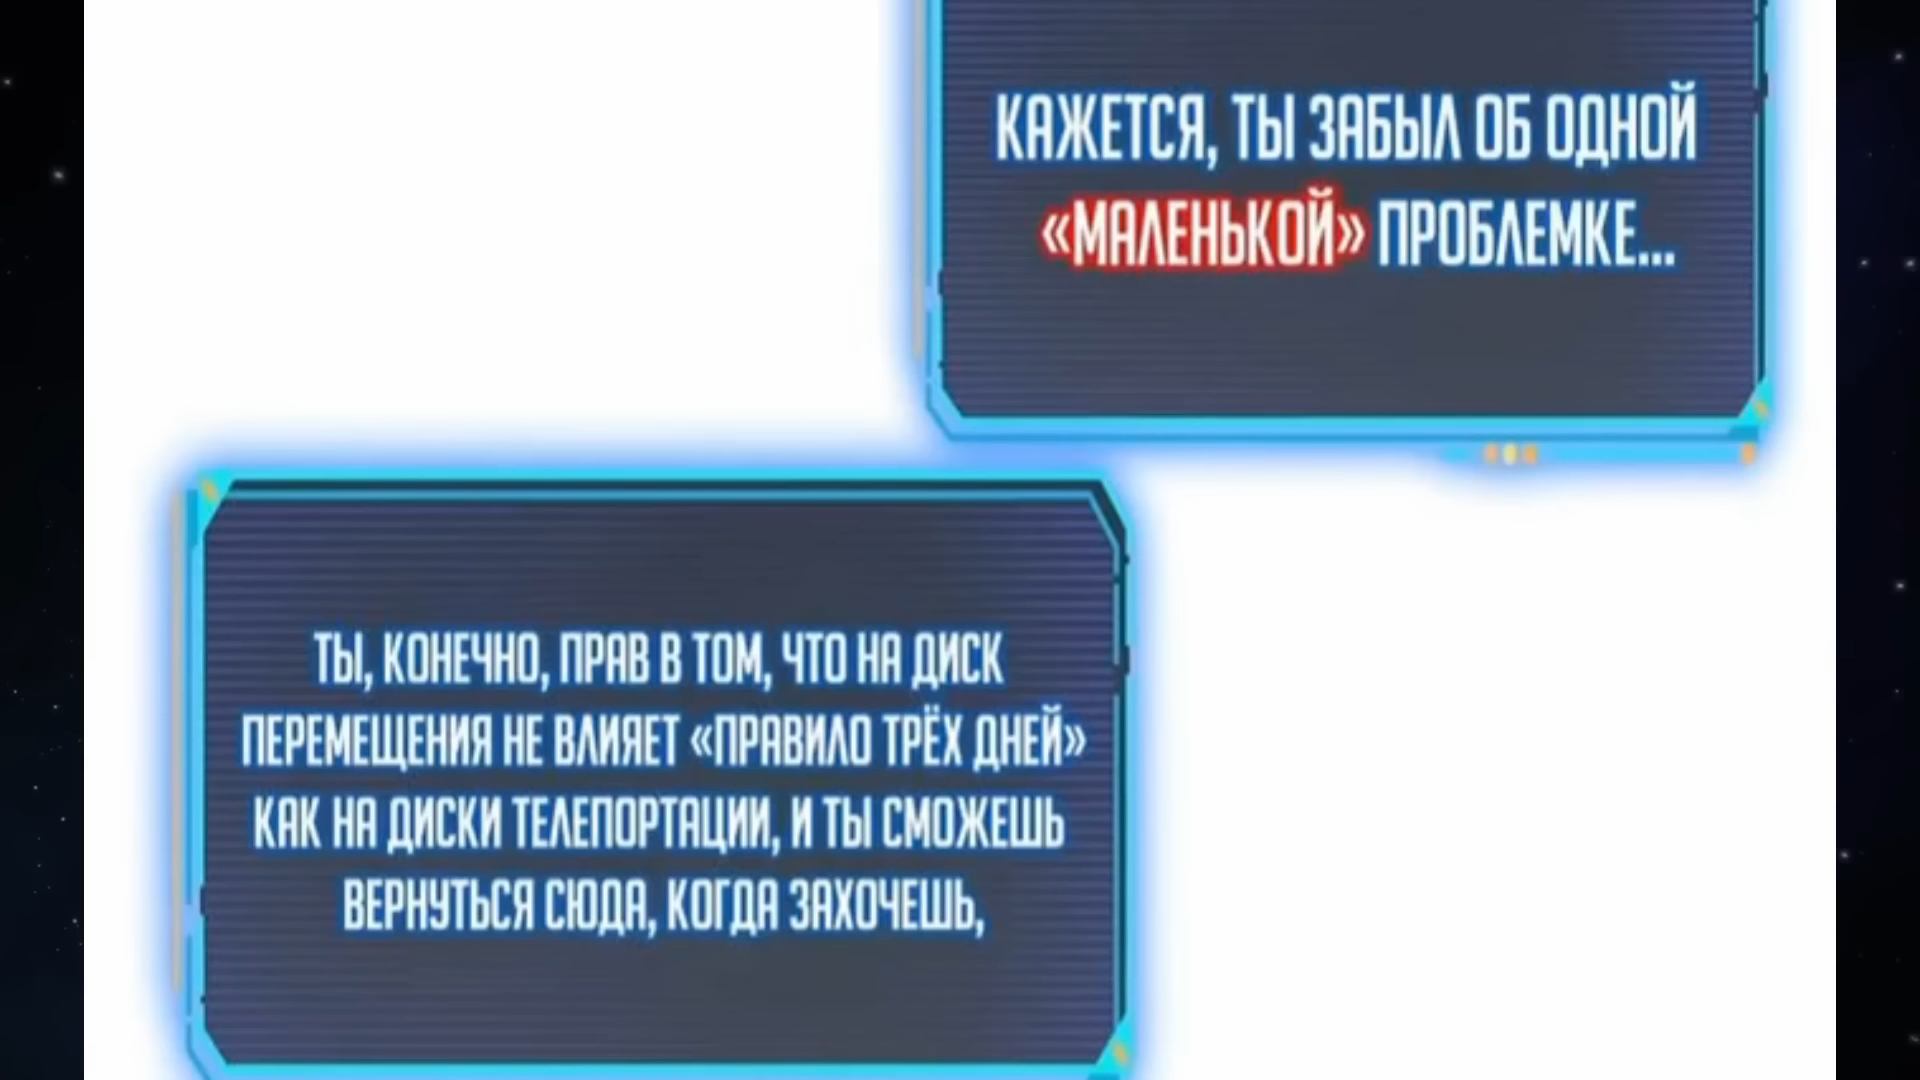 КАЖЕТСЯ, ТЫ ЗАБЫЛ ОБ ОДНОЙ
«МАЛЕНЬКОЙ» ПРОБЛЕМКЕ...
ТЫ, КОНЕЧНО, ПРАВ В ТОМ, ЧТО НА ДИСК
ПЕРЕМЕЩЕНИЯ НЕ ВЛИЯЕТ «ПРАВИЛО ТРЁХ ДНЕЙ»
КАК НА ДИСКИ ТЕЛЕПОРТАЦИИ, И ТЫ СМОЖЕШЬ
ВЕРНУТЬСЯ СЮДА, КОГДА ЗАХОЧЕШЬ,